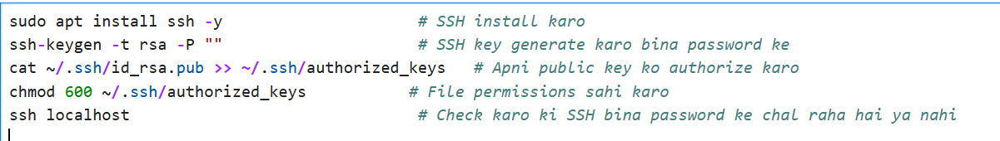 sudo apt install ssh -y # SSH install karo
ssh-keygen -t rsa -P "" # SSH key generate karo bina password ke
cat ~/.ssh/id_rsa.pub >> ~/.ssh/authorized_keys # Apni public key ko authorize karo
chmod 600 ~/.ssh/authorized_keys # File permissions sahi karo
ssh localhost # Check karo ki SSH bina password ke chal raha hai ya nahi